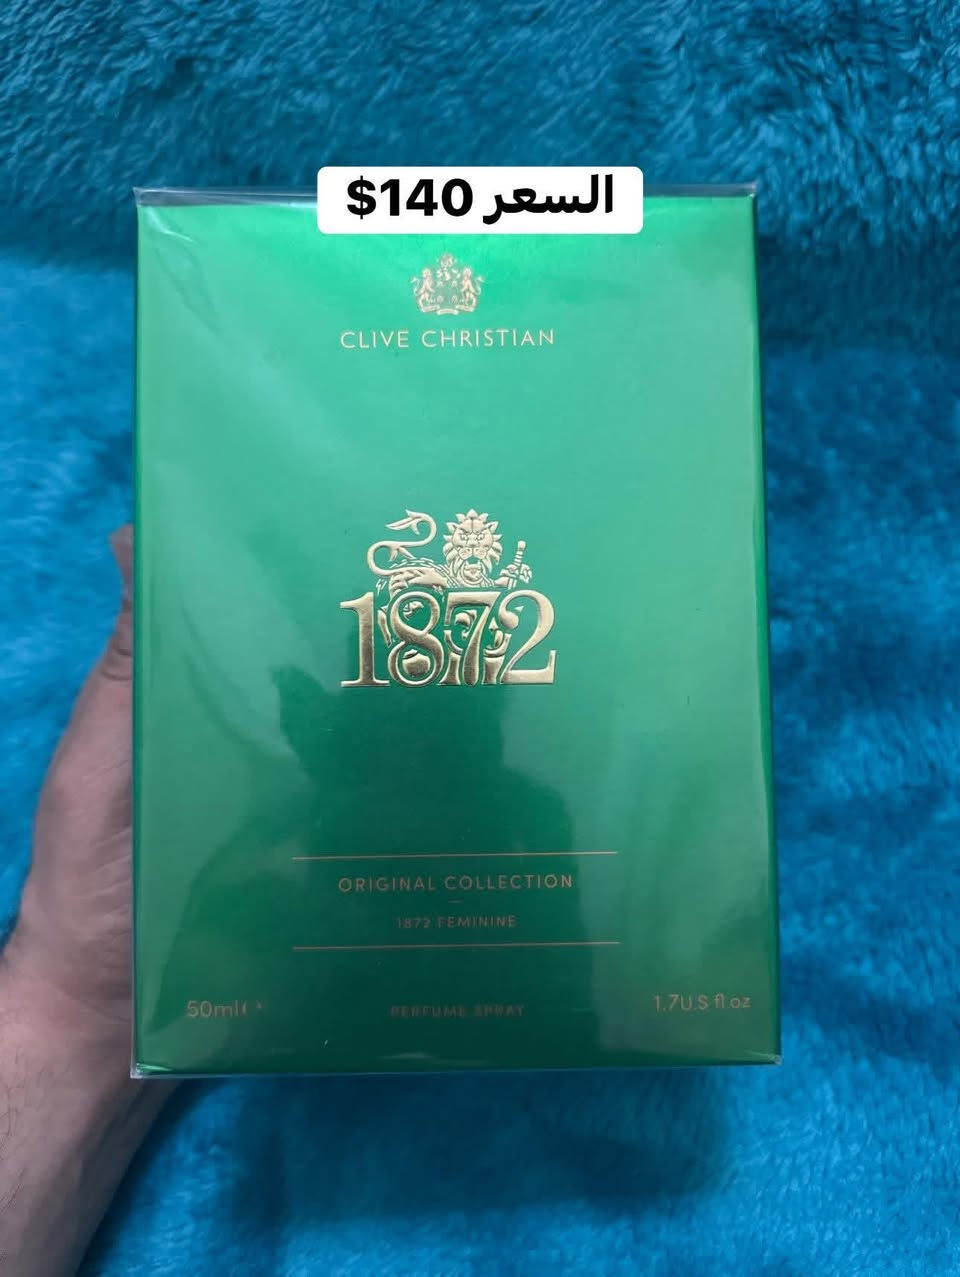 السعر 140$
CLIVE CHRISTIAN
1872
ORIGINAL COLLECTION
1872 FEMININE
50ml℮ PERFUME SPRAY 1.7U.S fl.oz